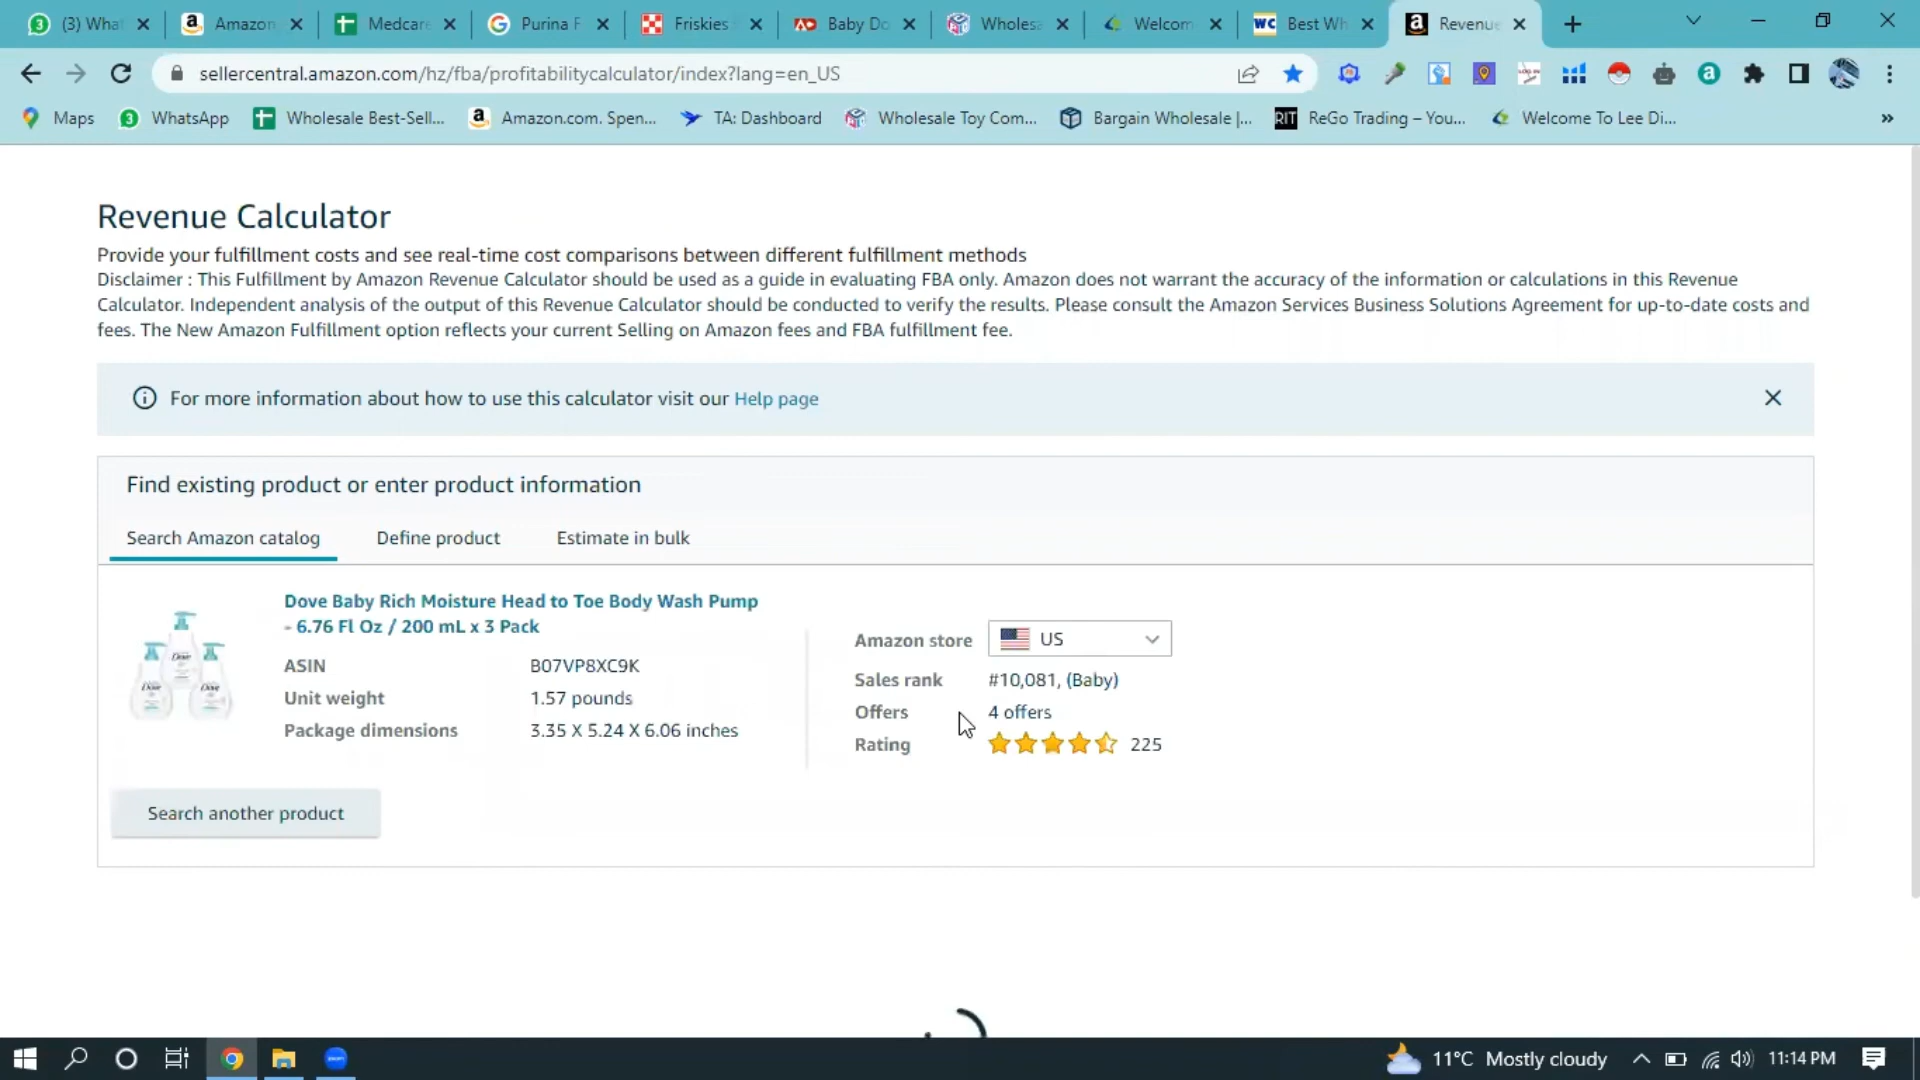 (3) What
Amazon
Medcare
Purina F
Friskies
Baby Do
Wholesa
Welcom
WC
Best Wh
Revenue
sellercentral.amazon.com/hz/fba/profitabilitycalculator/index?lang=en_US
Maps
WhatsApp
Wholesale Best-Sell...
Amazon.com. Spen...
TA: Dashboard
Wholesale Toy Com...
Bargain Wholesale |...
RIT
ReGo Trading – You...
Welcome To Lee Di...
Revenue Calculator
Provide your fulfillment costs and see real-time cost comparisons between different fulfillment methods
Disclaimer : This Fulfillment by Amazon Revenue Calculator should be used as a guide in evaluating FBA only. Amazon does not warrant the accuracy of the information or calculations in this Revenue
Calculator. Independent analysis of the output of this Revenue Calculator should be conducted to verify the results. Please consult the Amazon Services Business Solutions Agreement for up-to-date costs and
fees. The New Amazon Fulfillment option reflects your current Selling on Amazon fees and FBA fulfillment fee.
For more information about how to use this calculator visit our Help page
Find existing product or enter product information
Search Amazon catalog
Define product
Estimate in bulk
Dove Baby Rich Moisture Head to Toe Body Wash Pump
- 6.76 Fl Oz / 200 mL x 3 Pack
ASIN B07VP8XC9K
Unit weight 1.57 pounds
Package dimensions 3.35 X 5.24 X 6.06 inches
Amazon store US
Sales rank #10,081, (Baby)
Offers 4 offers
Rating 225
Search another product
11°C Mostly cloudy
11:14 PM